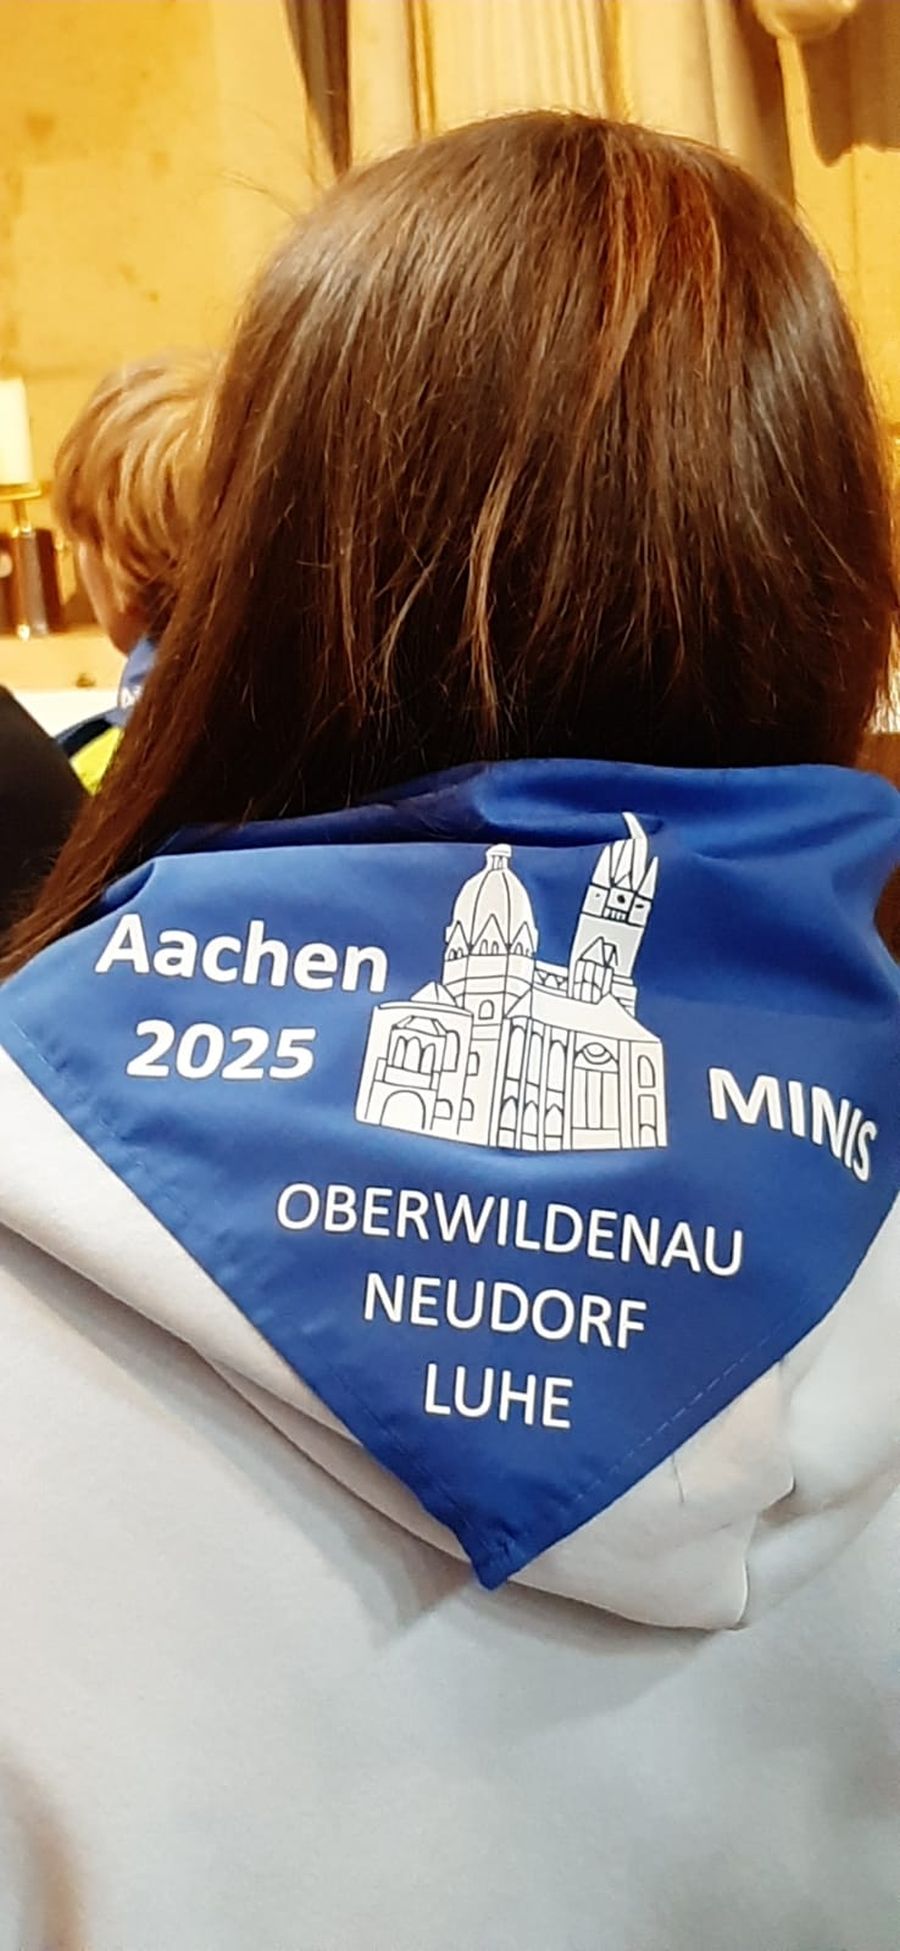 Aachen
2025
MINIS
OBERWILDENAU
NEUDORF
LUHE